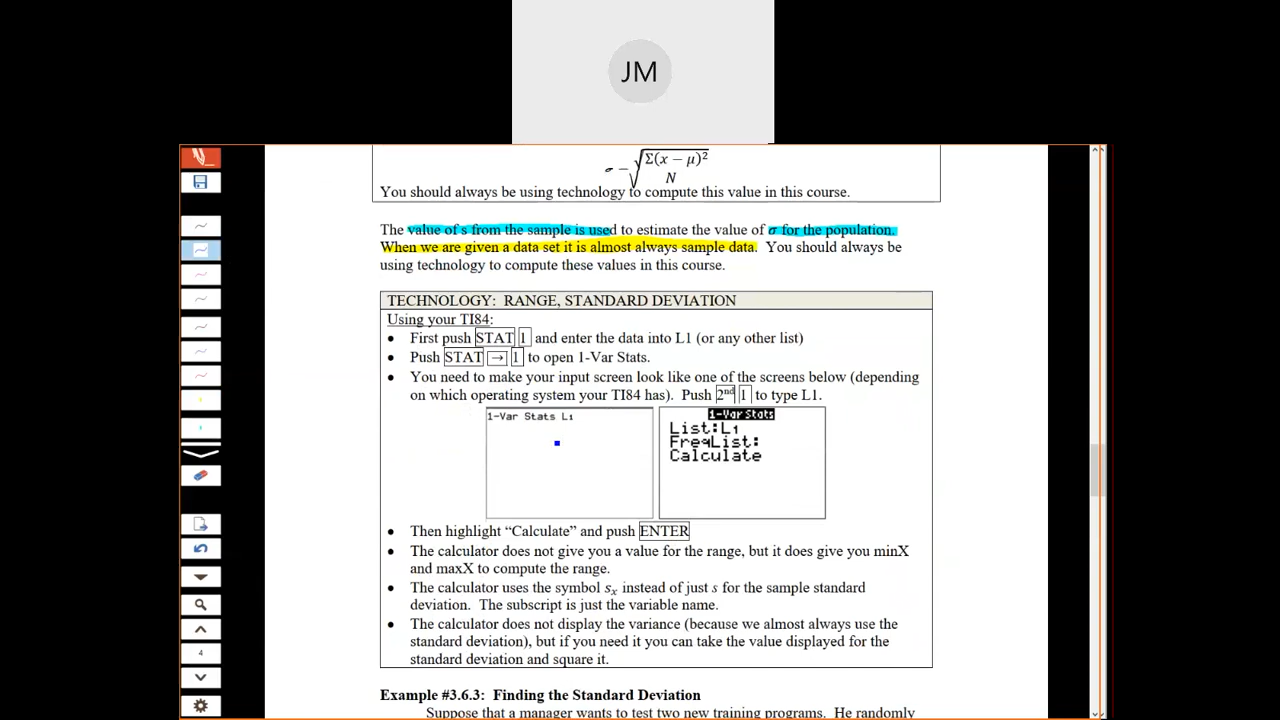 JM
σ = √Σ(x − μ)²
N
You should always be using technology to compute this value in this course.
The value of s from the sample is used to estimate the value of σ for the population.
When we are given a data set it is almost always sample data. You should always be
using technology to compute these values in this course.
TECHNOLOGY: RANGE, STANDARD DEVIATION
Using your TI84:
• First push STAT 1 and enter the data into L1 (or any other list)
• Push STAT → 1 to open 1-Var Stats.
• You need to make your input screen look like one of the screens below (depending
on which operating system your TI84 has). Push 2nd 1 to type L1.
1-Var Stats L₁
1-Var Stats
List:L₁
FreqList:
Calculate
• Then highlight “Calculate” and push ENTER
• The calculator does not give you a value for the range, but it does give you minX
and maxX to compute the range.
• The calculator uses the symbol sₓ instead of just s for the sample standard
deviation. The subscript is just the variable name.
• The calculator does not display the variance (because we almost always use the
standard deviation), but if you need it you can take the value displayed for the
standard deviation and square it.
4
Example #3.6.3: Finding the Standard Deviation
Suppose that a manager wants to test two new training programs. He randomly